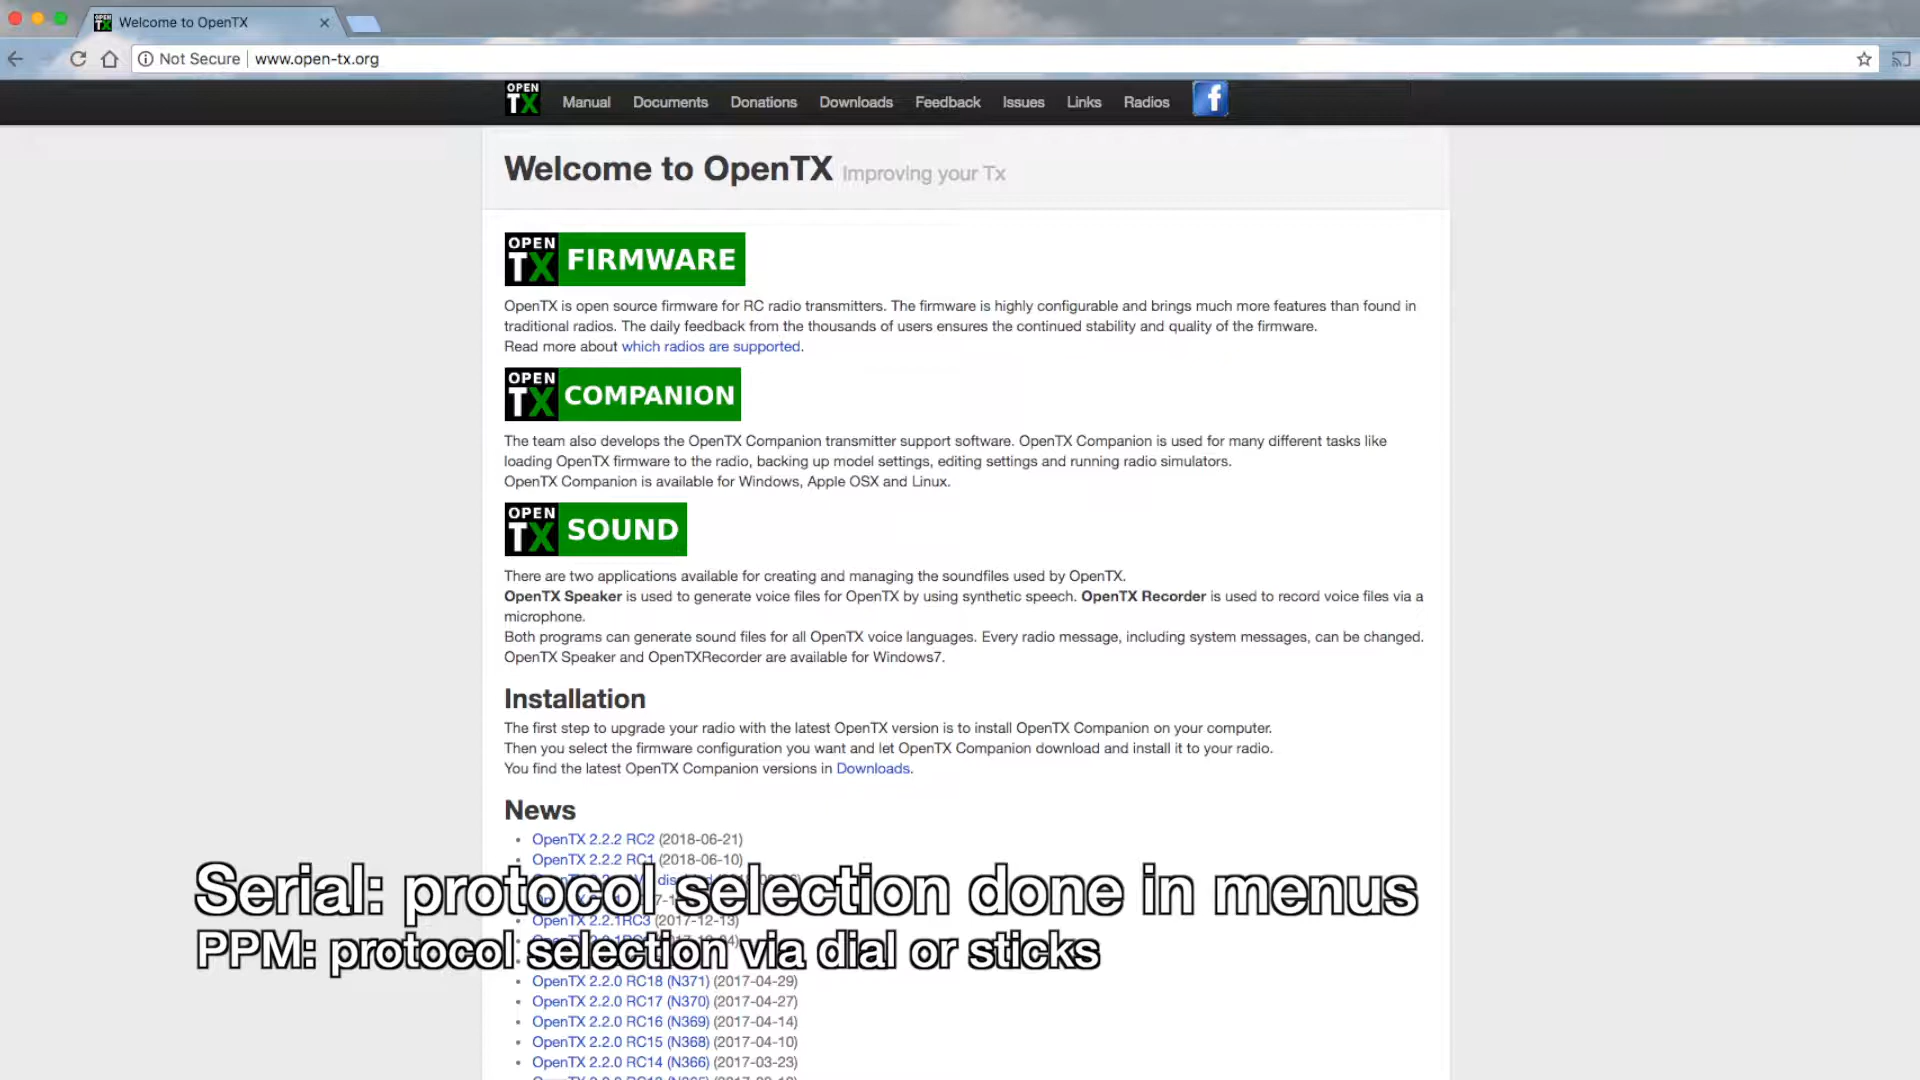 OPEN TX
Welcome to OpenTX
Not Secure www.open-tx.org
OPEN TX Manual Documents Donations Downloads Feedback Issues Links Radios f
Welcome to OpenTX Improving your Tx
OPEN TX FIRMWARE
OpenTX is open source firmware for RC radio transmitters. The firmware is highly configurable and brings much more features than found in
traditional radios. The daily feedback from the thousands of users ensures the continued stability and quality of the firmware.
Read more about which radios are supported.
OPEN TX COMPANION
The team also develops the OpenTX Companion transmitter support software. OpenTX Companion is used for many different tasks like
loading OpenTX firmware to the radio, backing up model settings, editing settings and running radio simulators.
OpenTX Companion is available for Windows, Apple OSX and Linux.
OPEN TX SOUND
There are two applications available for creating and managing the soundfiles used by OpenTX.
OpenTX Speaker is used to generate voice files for OpenTX by using synthetic speech. OpenTX Recorder is used to record voice files via a
microphone.
Both programs can generate sound files for all OpenTX voice languages. Every radio message, including system messages, can be changed.
OpenTX Speaker and OpenTXRecorder are available for Windows7.
Installation
The first step to upgrade your radio with the latest OpenTX version is to install OpenTX Companion on your computer.
Then you select the firmware configuration you want and let OpenTX Companion download and install it to your radio.
You find the latest OpenTX Companion versions in Downloads.
News
OpenTX 2.2.2 RC2 (2018-06-21)
OpenTX 2.2.2 RC1 (2018-06-10)
Serial: protocol selection done in menus
OpenTX 2.2.1RC3 (2017-12-13)
PPM: protocol selection via dial or sticks
OpenTX 2.2.0 RC18 (N371) (2017-04-29)
OpenTX 2.2.0 RC17 (N370) (2017-04-27)
OpenTX 2.2.0 RC16 (N369) (2017-04-14)
OpenTX 2.2.0 RC15 (N368) (2017-04-10)
OpenTX 2.2.0 RC14 (N366) (2017-03-23)